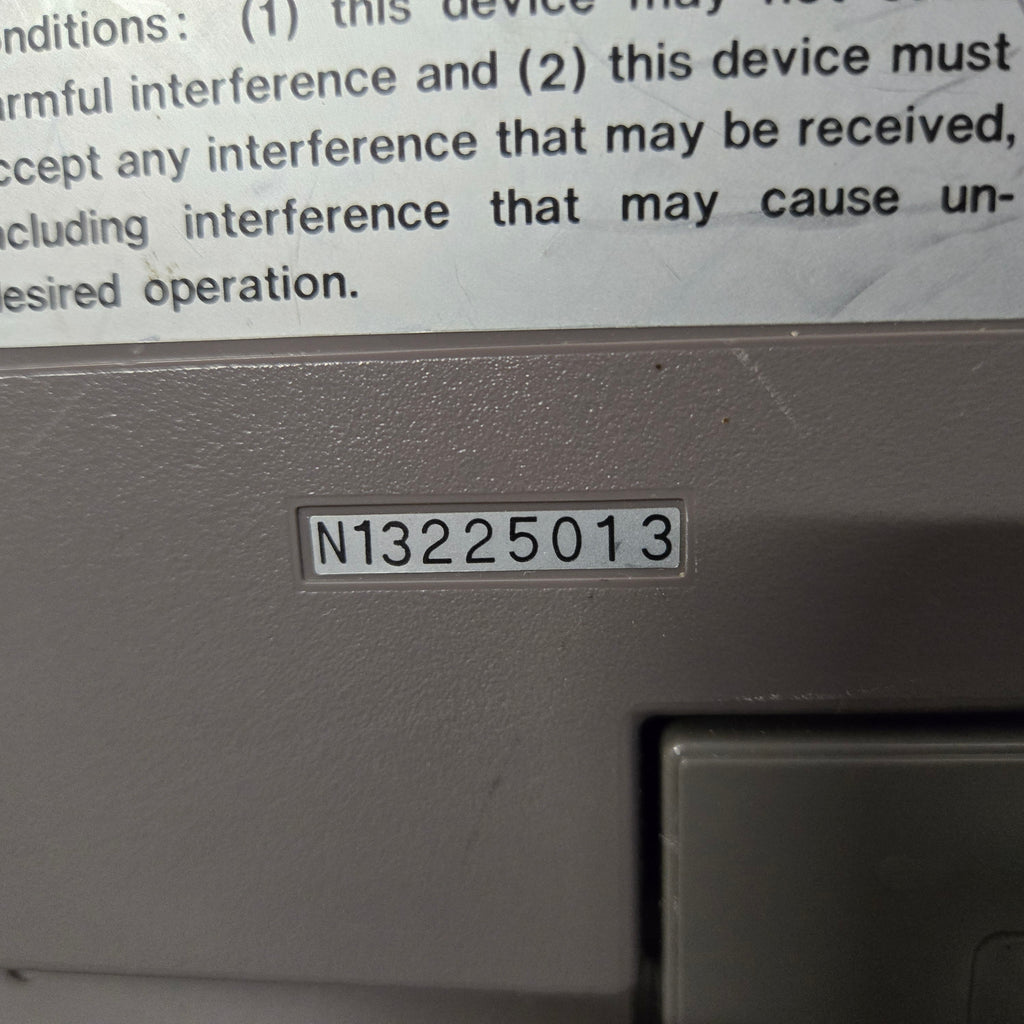 nditions: (1) this device may not
armful interference and (2) this device must
ccept any interference that may be received,
ncluding interference that may cause un-
esired operation.
N13225013